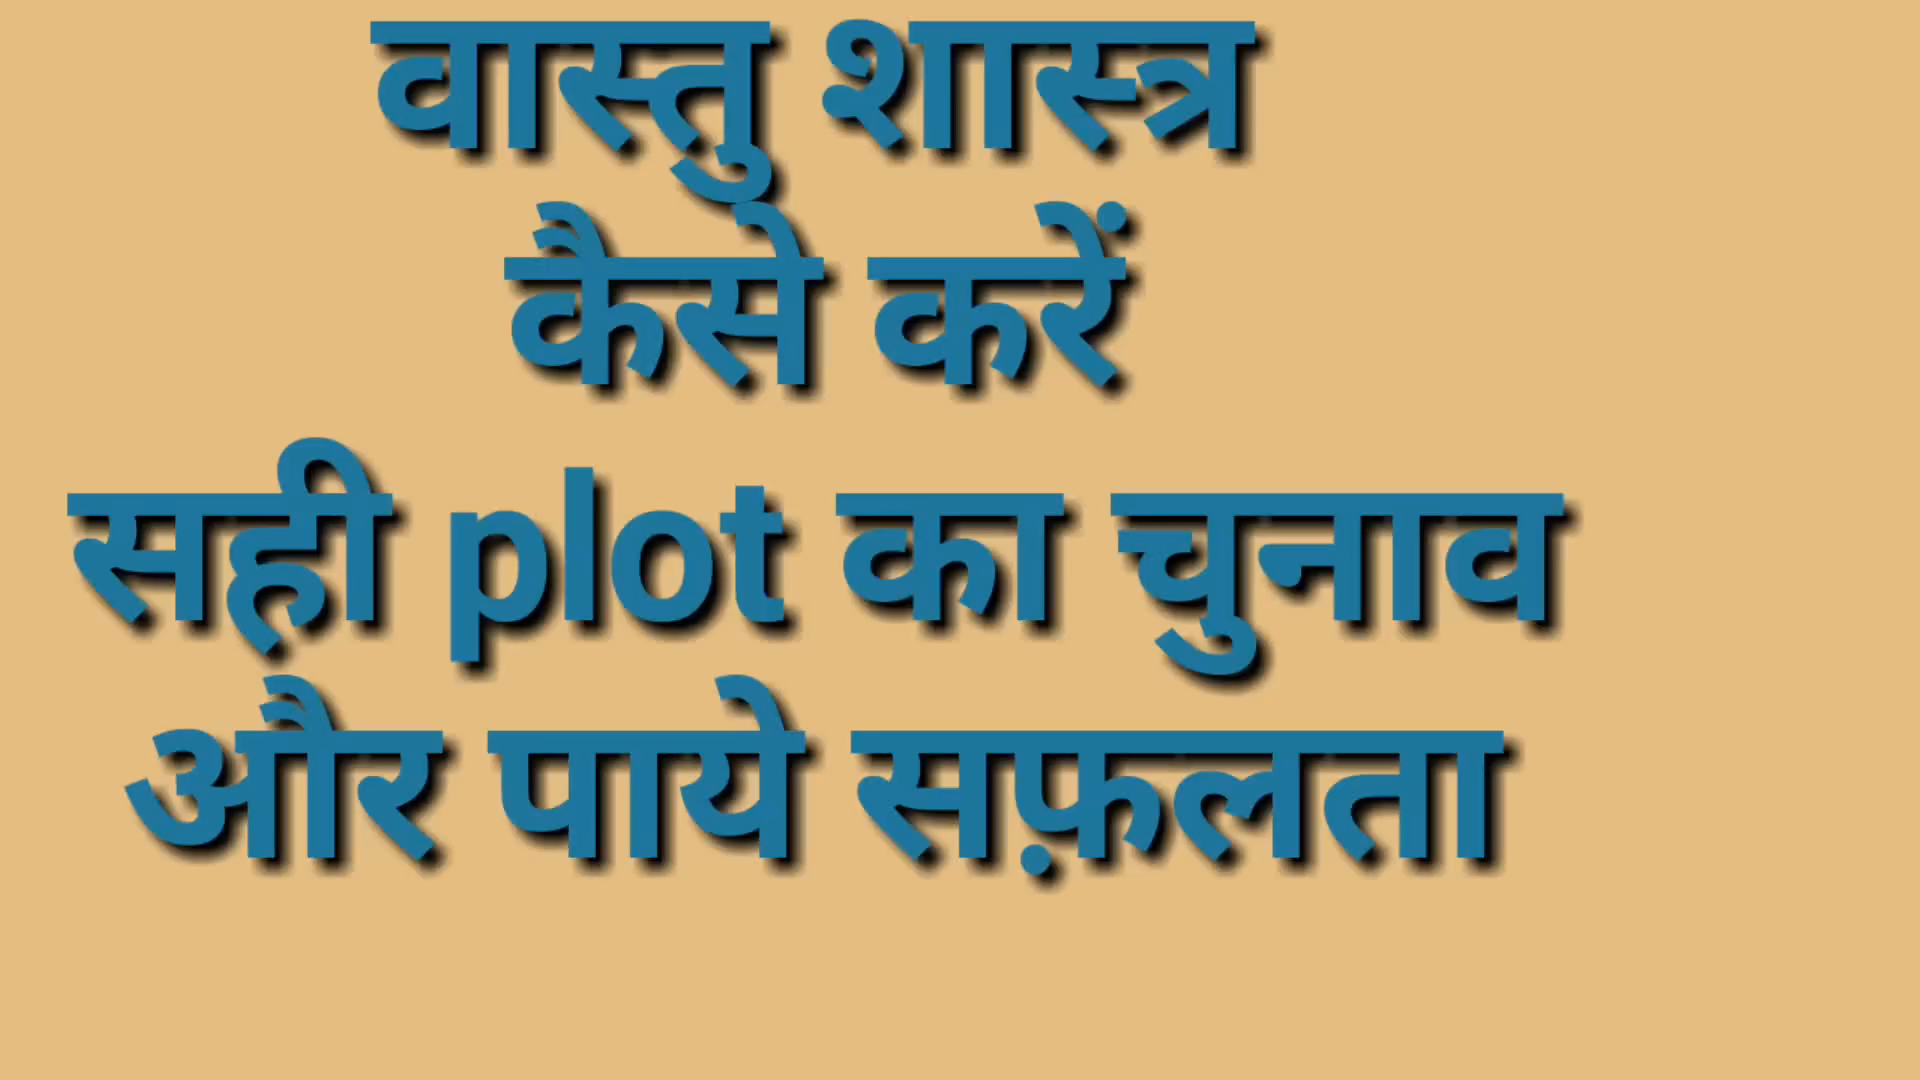 वास्तु शास्त्र
कैसे करें
सही plot का चुनाव
और पाये सफ़लता